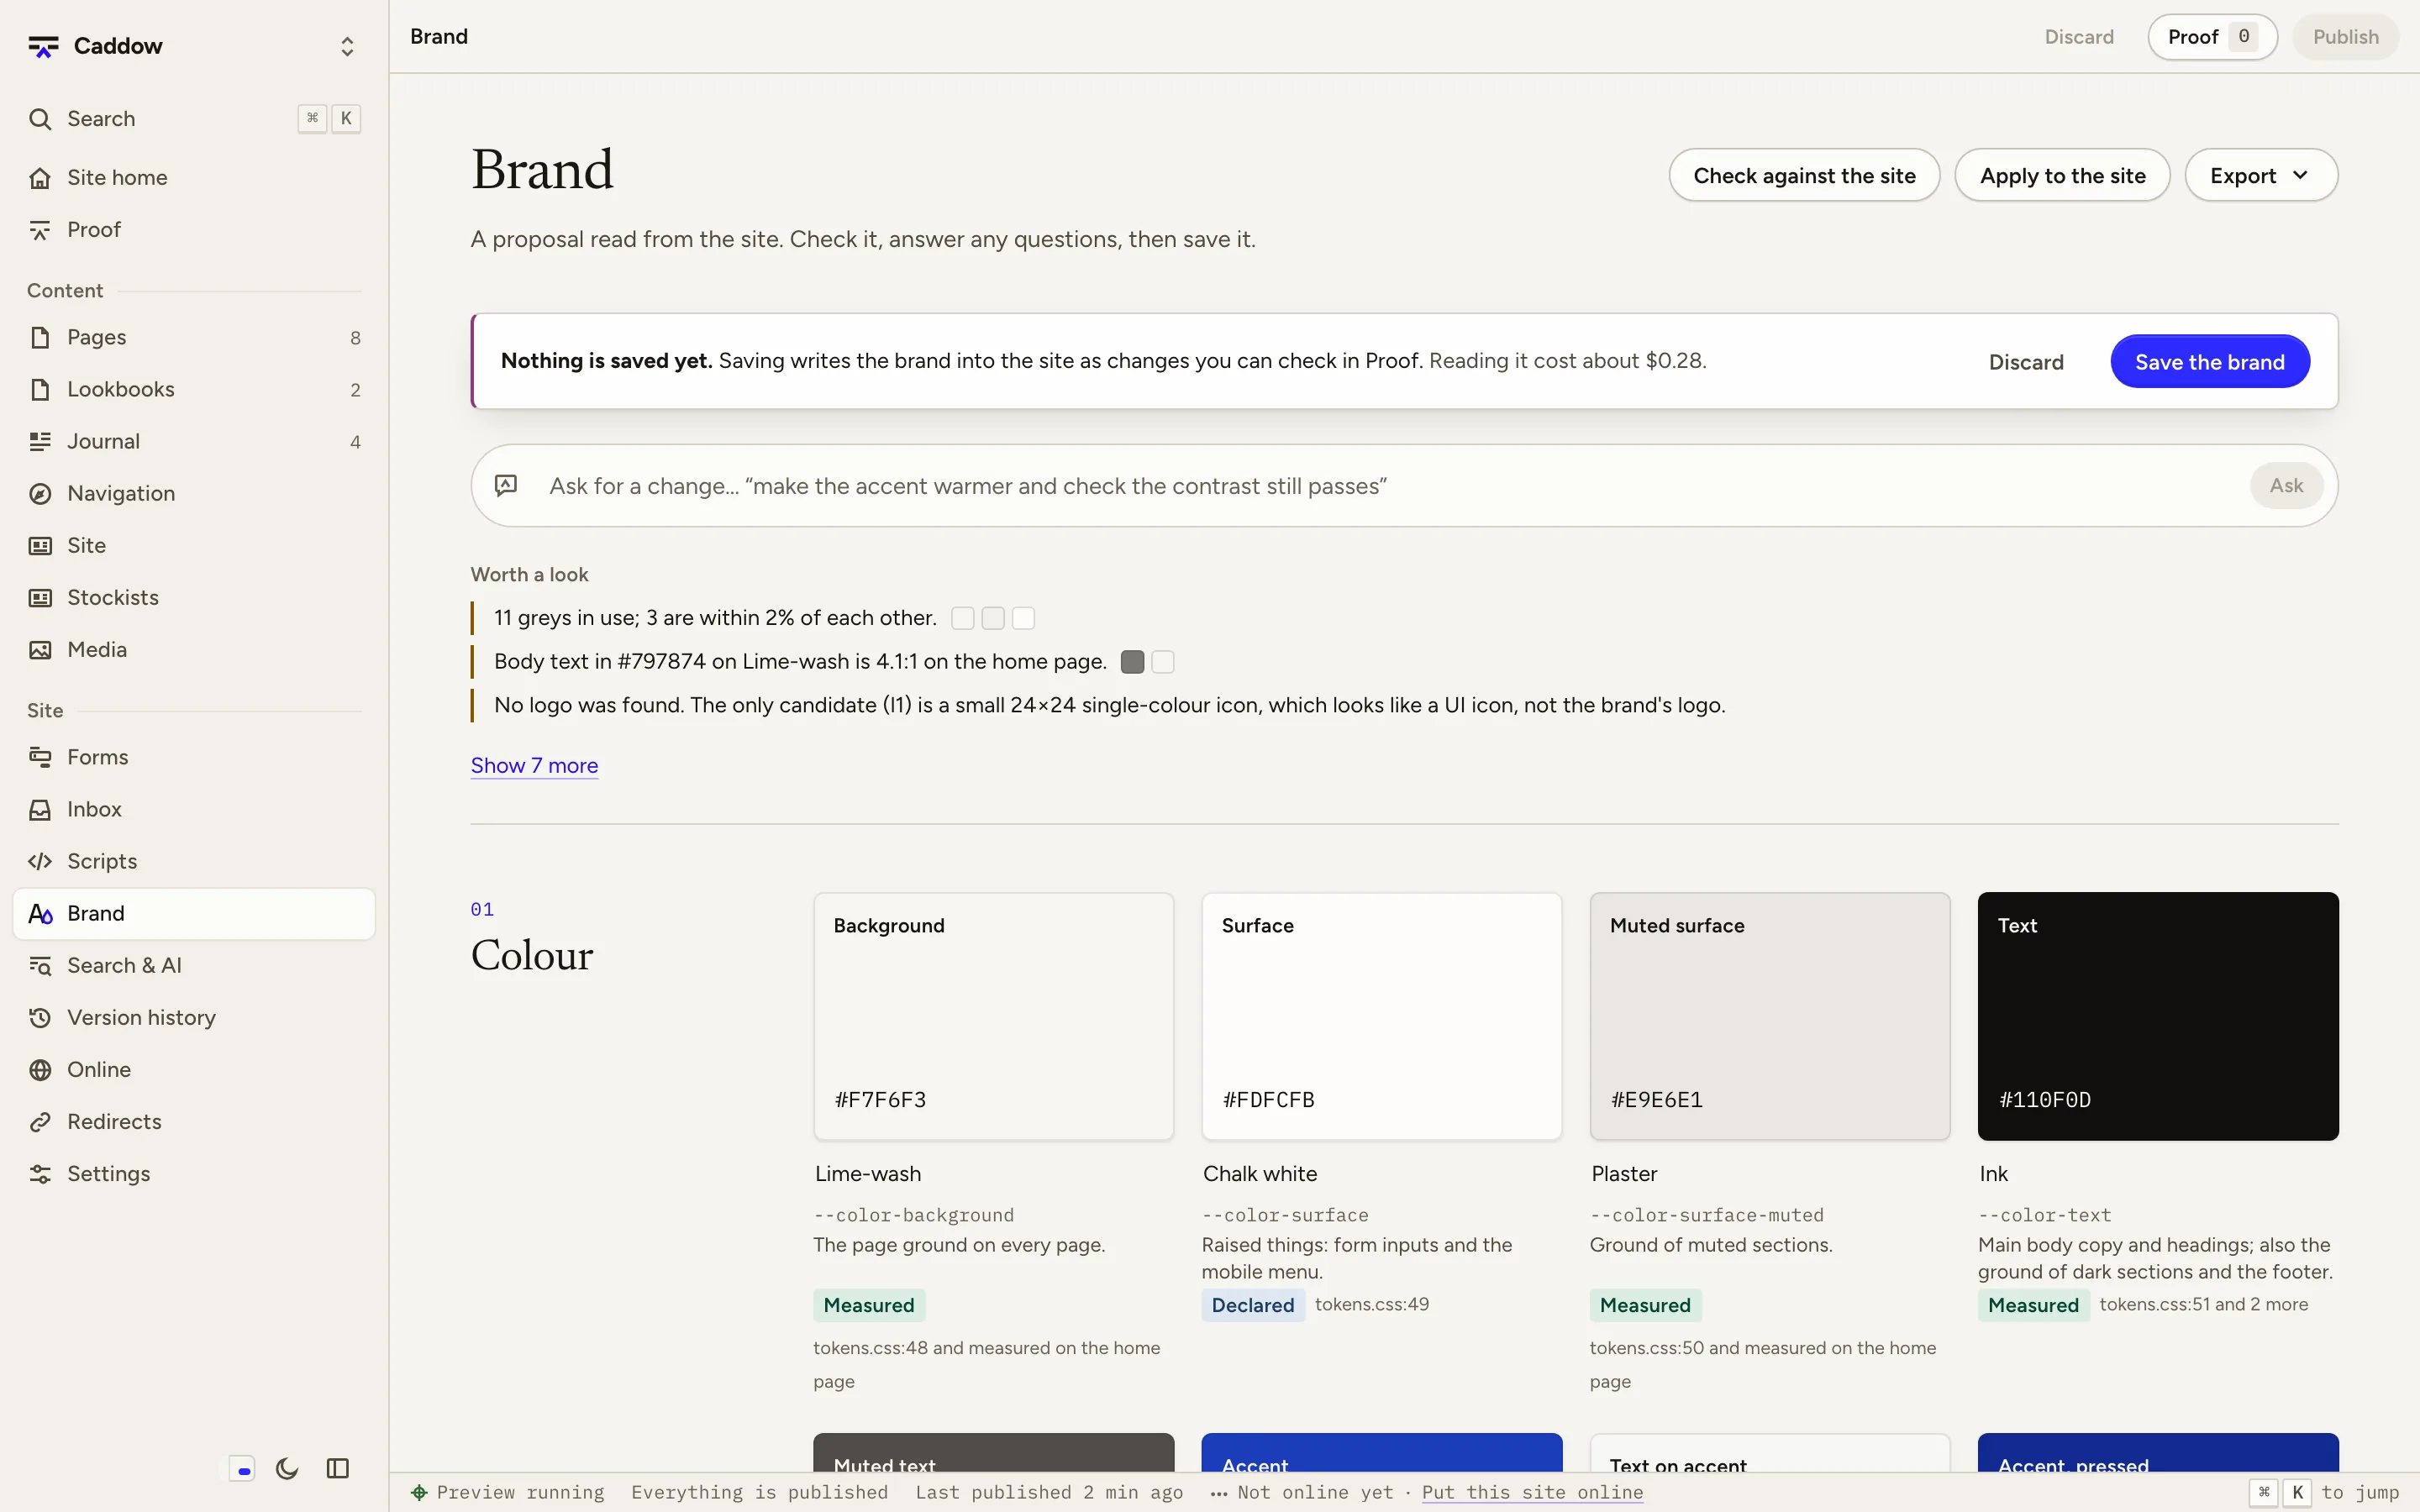 Caddow
Search ⌘ K
Site home
Proof
Content
Pages 8
Lookbooks 2
Journal 4
Navigation
Site
Stockists
Media
Site
Forms
Inbox
Scripts
Brand
Search & AI
Version history
Online
Redirects
Settings
Brand
Discard
Proof 0
Publish
Brand
Check against the site
Apply to the site
Export
A proposal read from the site. Check it, answer any questions, then save it.
Nothing is saved yet. Saving writes the brand into the site as changes you can check in Proof. Reading it cost about $0.28.
Discard
Save the brand
Ask for a change... “make the accent warmer and check the contrast still passes”
Ask
Worth a look
11 greys in use; 3 are within 2% of each other.
Body text in #797874 on Lime-wash is 4.1:1 on the home page.
No logo was found. The only candidate (l1) is a small 24×24 single-colour icon, which looks like a UI icon, not the brand's logo.
Show 7 more
01
Colour
Background
#F7F6F3
Lime-wash
--color-background
The page ground on every page.
Measured
tokens.css:48 and measured on the home
page
Surface
#FDFCFB
Chalk white
--color-surface
Raised things: form inputs and the
mobile menu.
Declared tokens.css:49
Muted surface
#E9E6E1
Plaster
--color-surface-muted
Ground of muted sections.
Measured
tokens.css:50 and measured on the home
page
Text
#110F0D
Ink
--color-text
Main body copy and headings; also the
ground of dark sections and the footer.
Measured tokens.css:51 and 2 more
Muted text
Accent
Text on accent
Accent, pressed
Preview running
Everything is published
Last published 2 min ago
Not online yet · Put this site online
⌘ K to jump